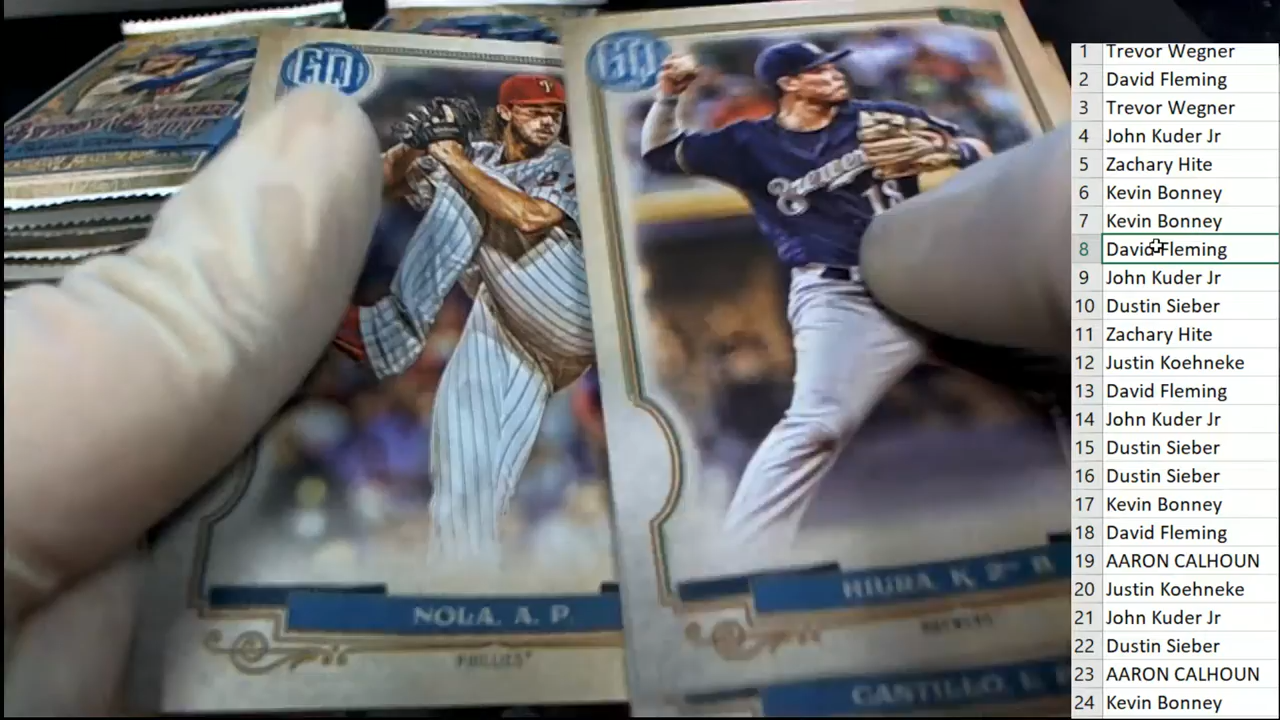 GQ
NOLA, A. P.
PHILLIES
GQ
Brewers
18
HIURA, K. 2ND B.
BREWERS
CASTILLO, L.
1 Trevor Wegner
2 David Fleming
3 Trevor Wegner
4 John Kuder Jr
5 Zachary Hite
6 Kevin Bonney
7 Kevin Bonney
8 David Fleming
9 John Kuder Jr
10 Dustin Sieber
11 Zachary Hite
12 Justin Koehneke
13 David Fleming
14 John Kuder Jr
15 Dustin Sieber
16 Dustin Sieber
17 Kevin Bonney
18 David Fleming
19 AARON CALHOUN
20 Justin Koehneke
21 John Kuder Jr
22 Dustin Sieber
23 AARON CALHOUN
24 Kevin Bonney